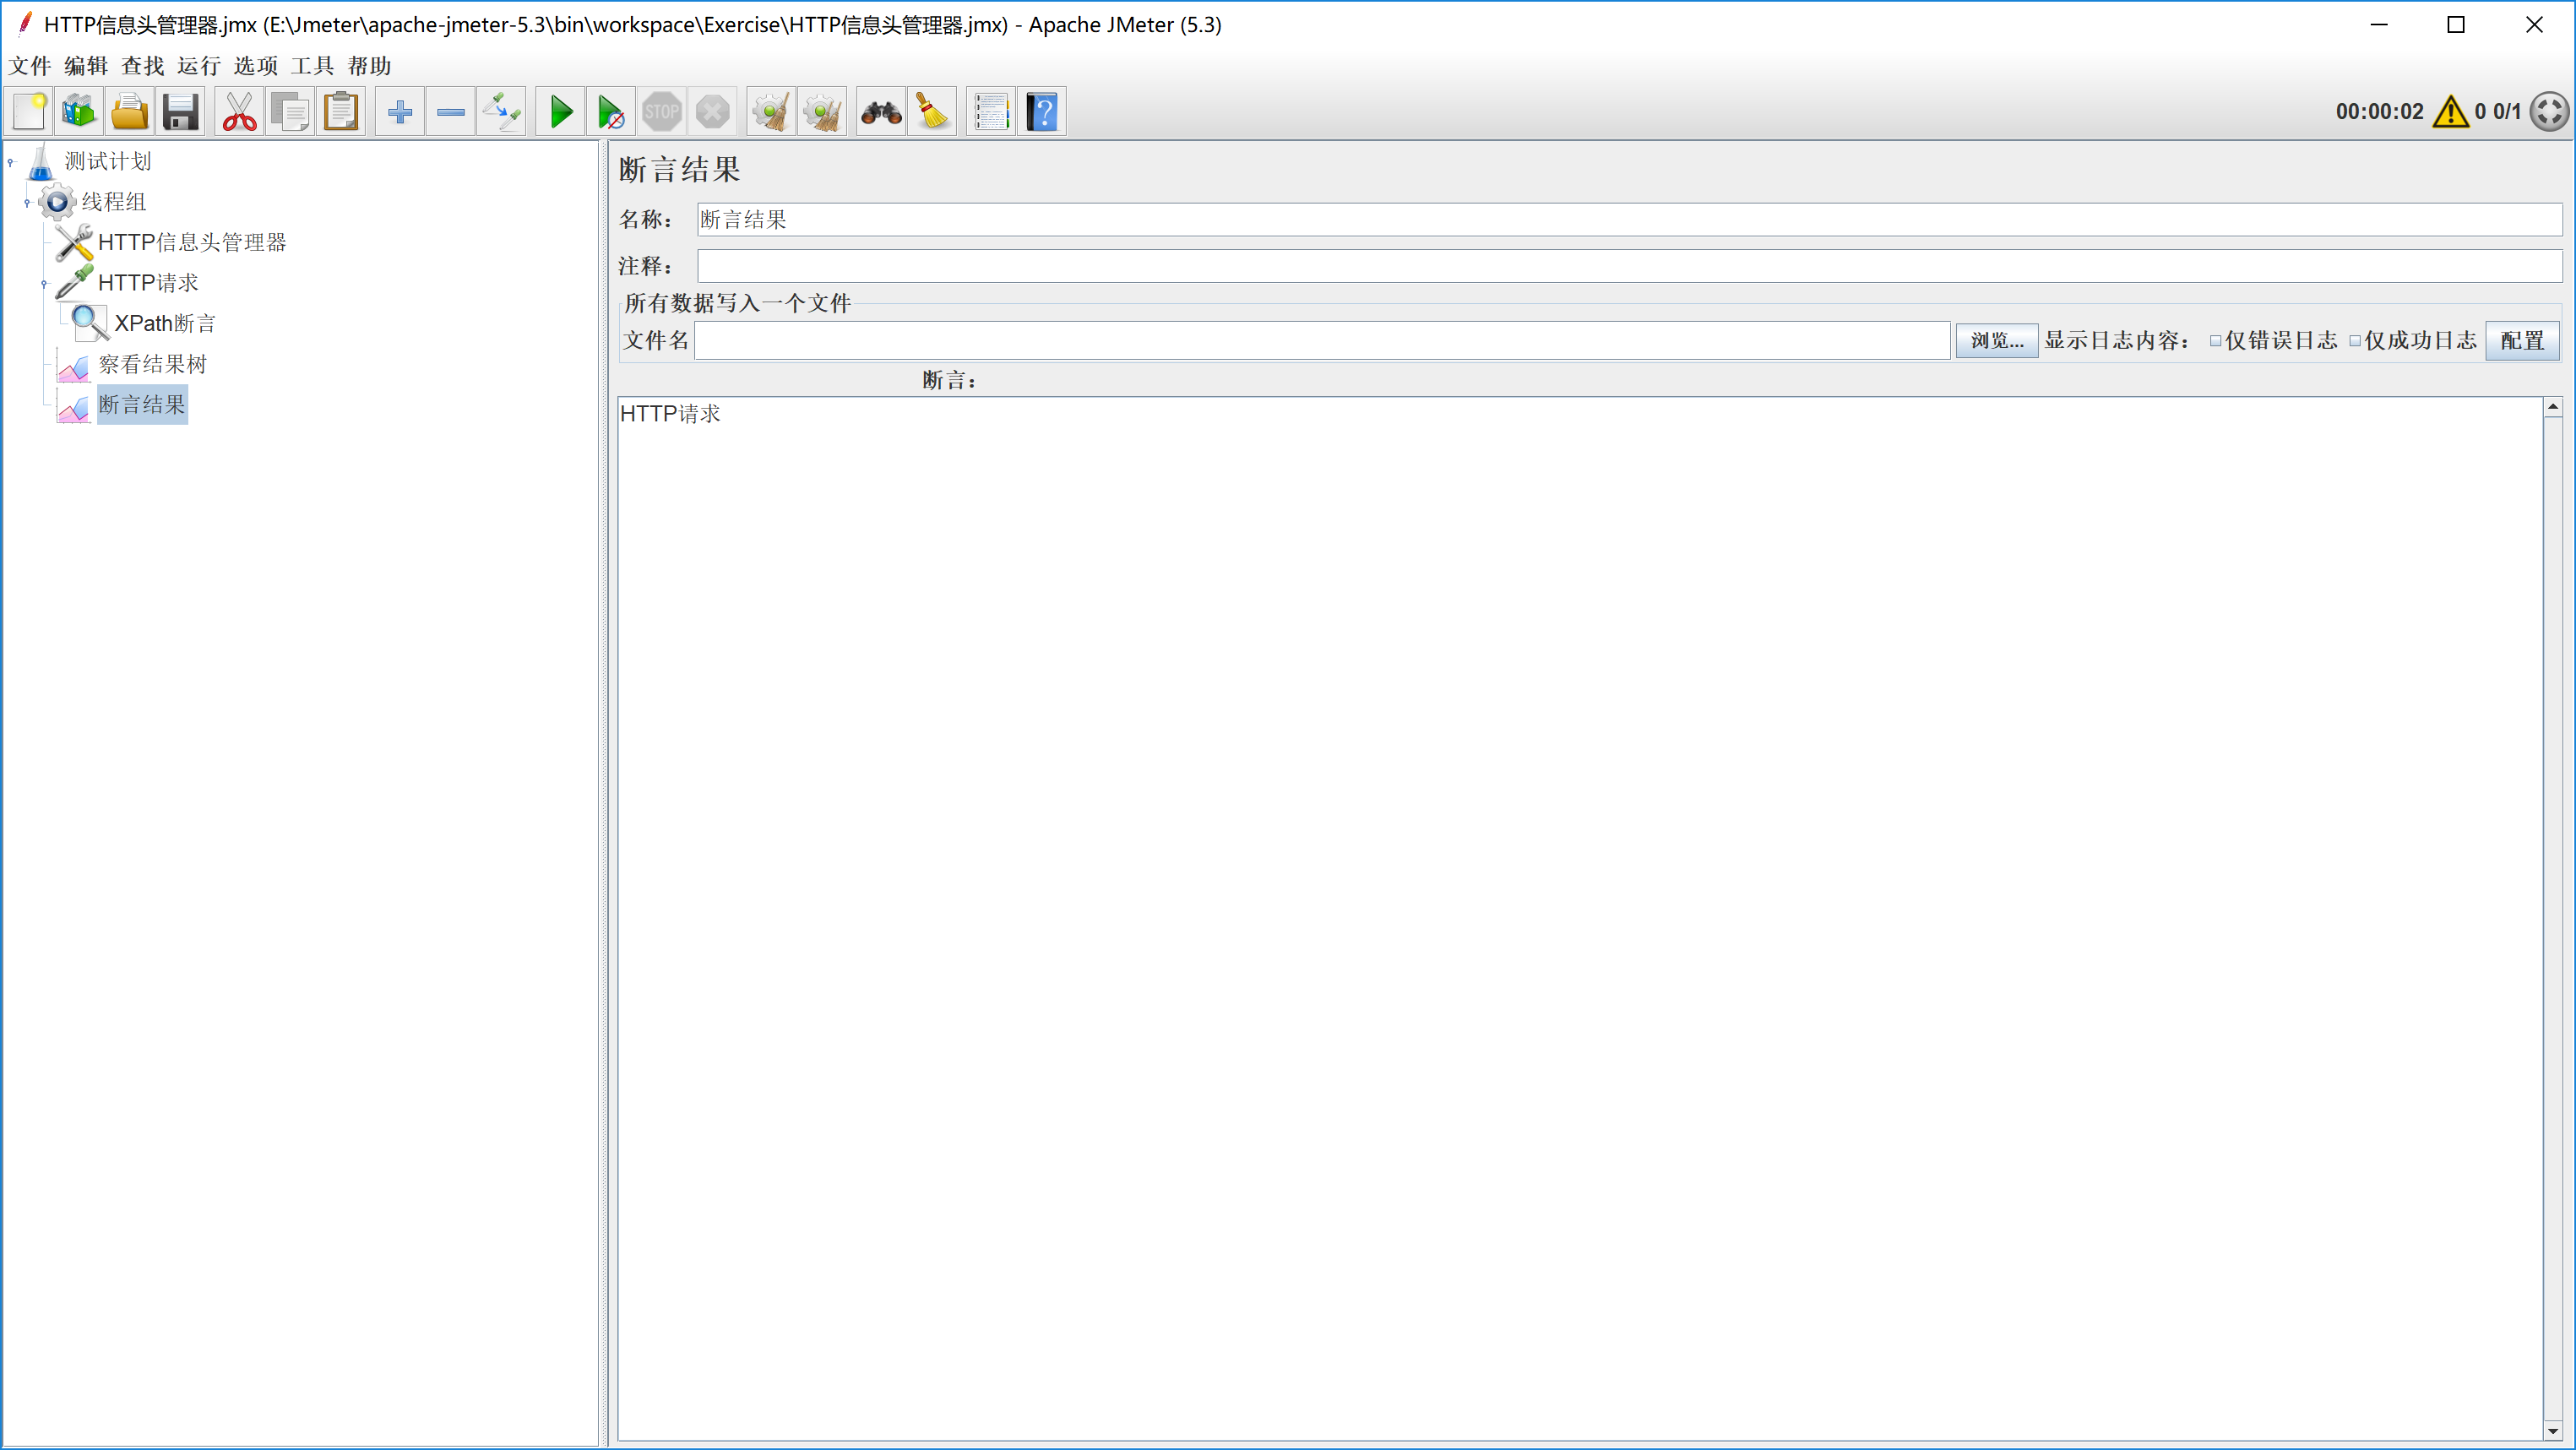 HTTP信息头管理器.jmx (E:\Jmeter\apache-jmeter-5.3\bin\workspace\Exercise\HTTP信息头管理器.jmx) - Apache JMeter (5.3)
文件 编辑 查找 运行 选项 工具 帮助
STOP
?
00:00:02 0 0/1
测试计划
线程组
HTTP信息头管理器
HTTP请求
XPath断言
察看结果树
断言结果
断言结果
名称： 断言结果
注释：
所有数据写入一个文件
文件名 浏览... 显示日志内容： 仅错误日志 仅成功日志 配置
断言：
HTTP请求